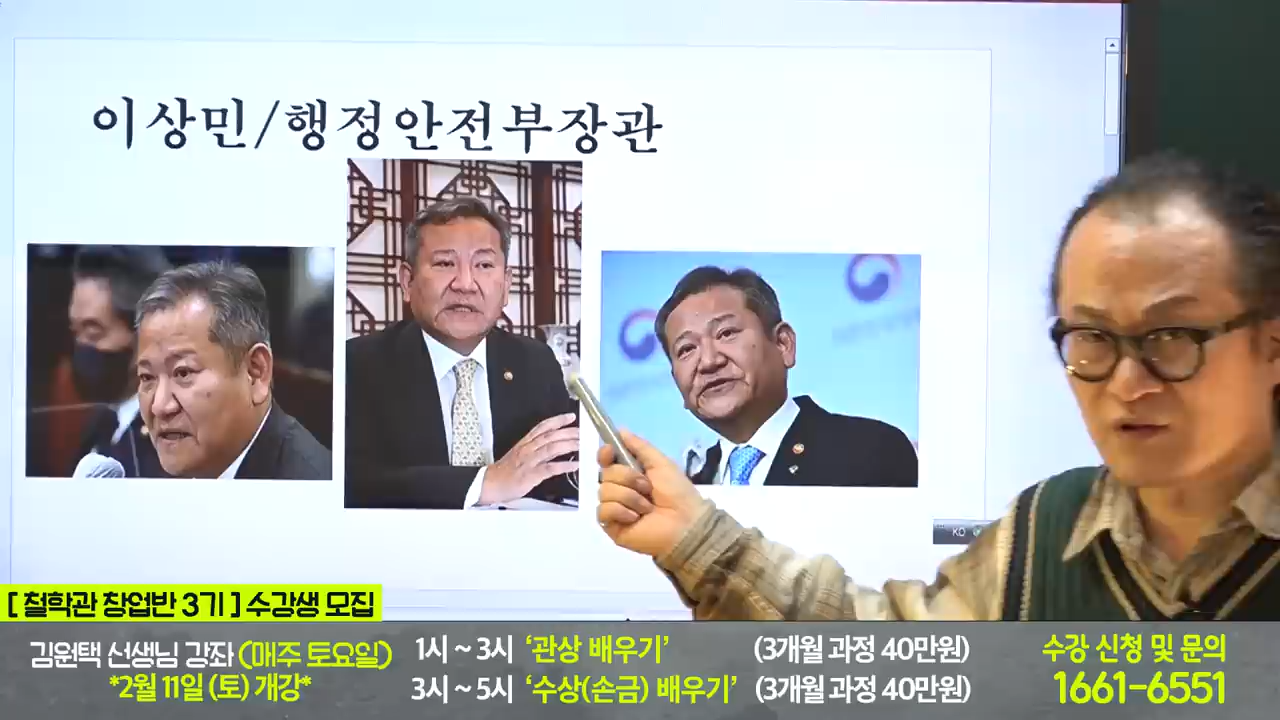 이상민/행정안전부장관
KO
[ 철학관 창업반 3기 ] 수강생 모집
김원택 선생님 강좌 (매주 토요일)
*2월 11일 (토) 개강*
1시 ~ 3시 ‘관상 배우기’ (3개월 과정 40만원)
3시 ~ 5시 ‘수상(손금) 배우기’ (3개월 과정 40만원)
수강 신청 및 문의
1661-6551